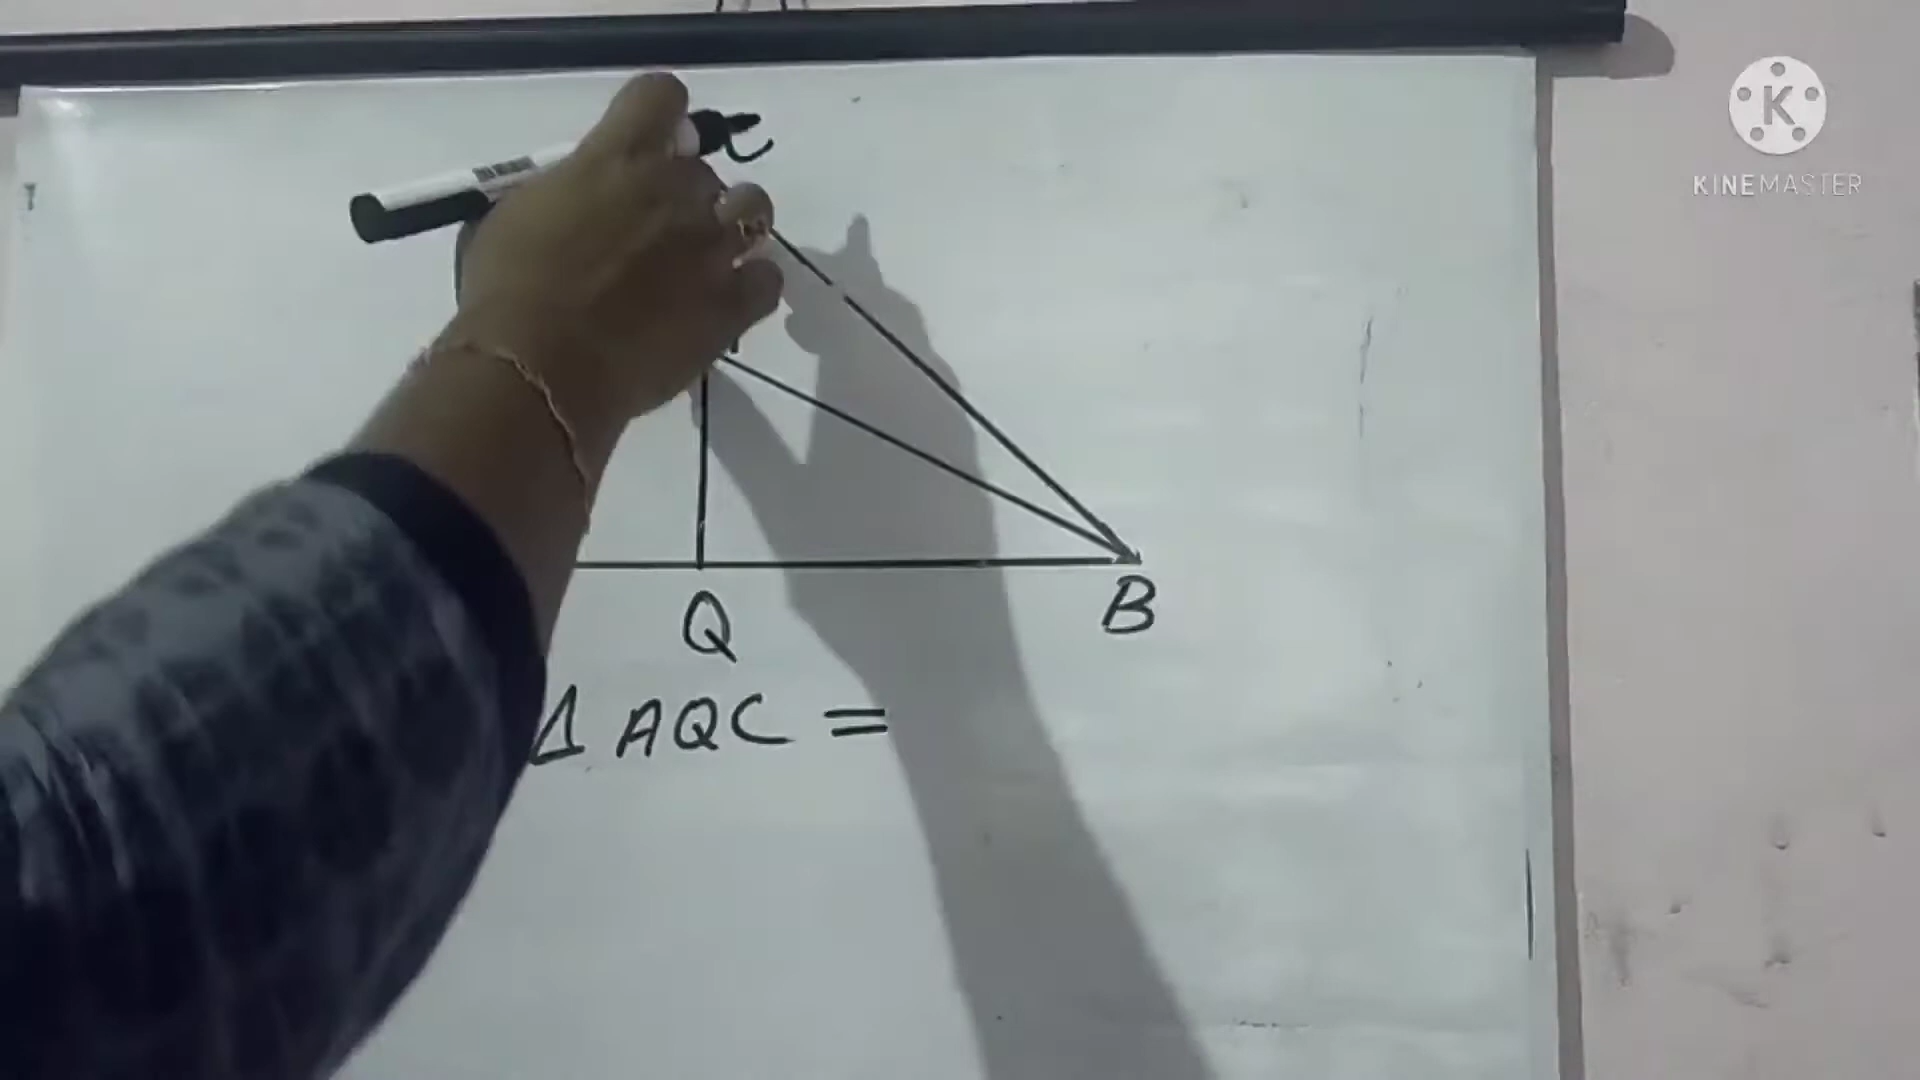 C
Q
B
Δ AQC =
K
KINEMASTER